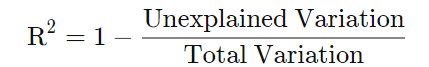 R² = 1 − Unexplained Variation / Total Variation